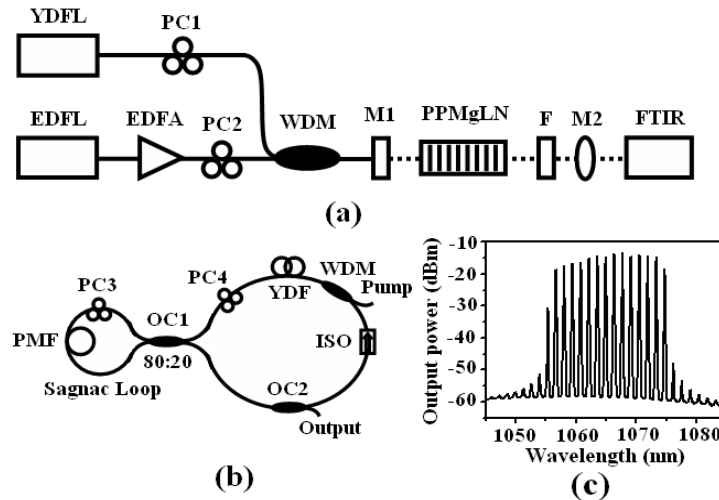 YDFL
PC1
EDFL
EDFA
PC2
WDM
M1
PPMgLN
F
M2
FTIR
(a)
PC3
PMF
Sagnac Loop
OC1
80:20
PC4
YDF
WDM
Pump
ISO
OC2
Output
(b)
Output power (dBm)
-10
-20
-30
-40
-50
-60
1050
1060
1070
1080
Wavelength (nm)
(c)